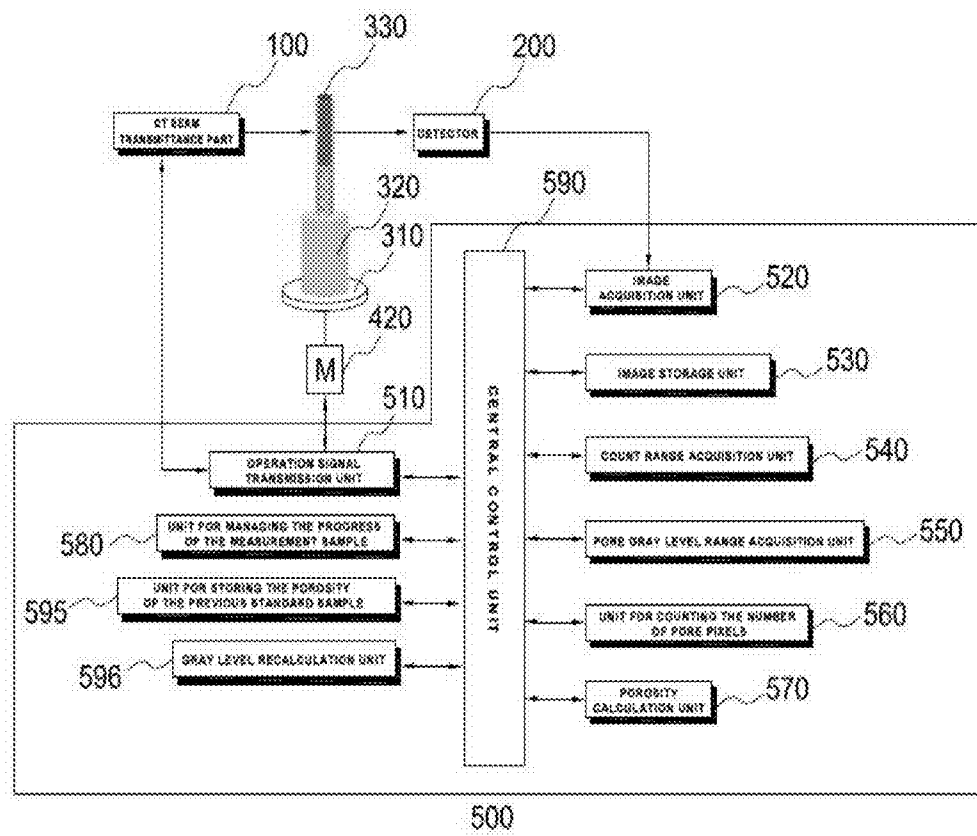 330
100
200
CT BEAM
TRANSMITTANCE PART
DETECTOR
590
320
310
IMAGE
ACQUISITION UNIT
520
420
M
IMAGE STORAGE UNIT
530
510
CENTRAL CONTROL UNIT
OPERATION SIGNAL
TRANSMISSION UNIT
COUNT RANGE ACQUISITION UNIT
540
580
UNIT FOR MANAGING THE PROGRESS
OF THE MEASUREMENT SAMPLE
PORE GRAY LEVEL RANGE ACQUISITION UNIT
550
595
UNIT FOR STORING THE POROSITY
OF THE PREVIOUS STANDARD SAMPLE
UNIT FOR COUNTING THE NUMBER
OF PORE PIXELS
560
596
GRAY LEVEL RECALCULATION UNIT
POROSITY
CALCULATION UNIT
570
500